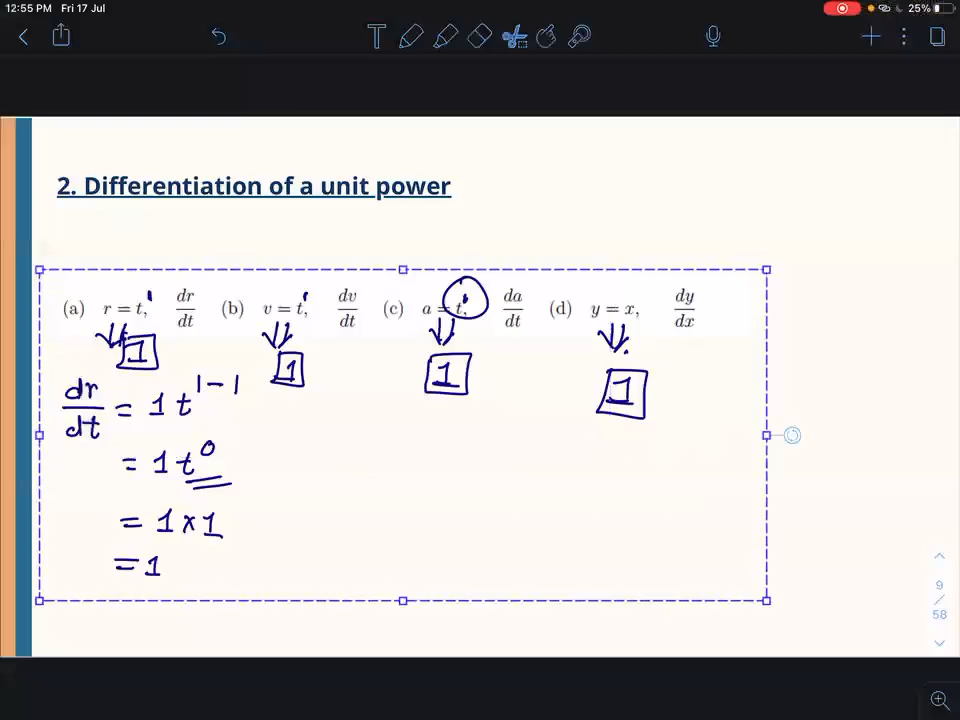 12:55 PM Fri 17 Jul 25%
2. Differentiation of a unit power
(a) r = t, dr/dt (b) v = t, dv/dt (c) a = t, da/dt (d) y = x, dy/dx
1 1 1 1
dr/dt = 1 t^1-1
= 1 t^0
= 1 × 1
= 1
9
/
58